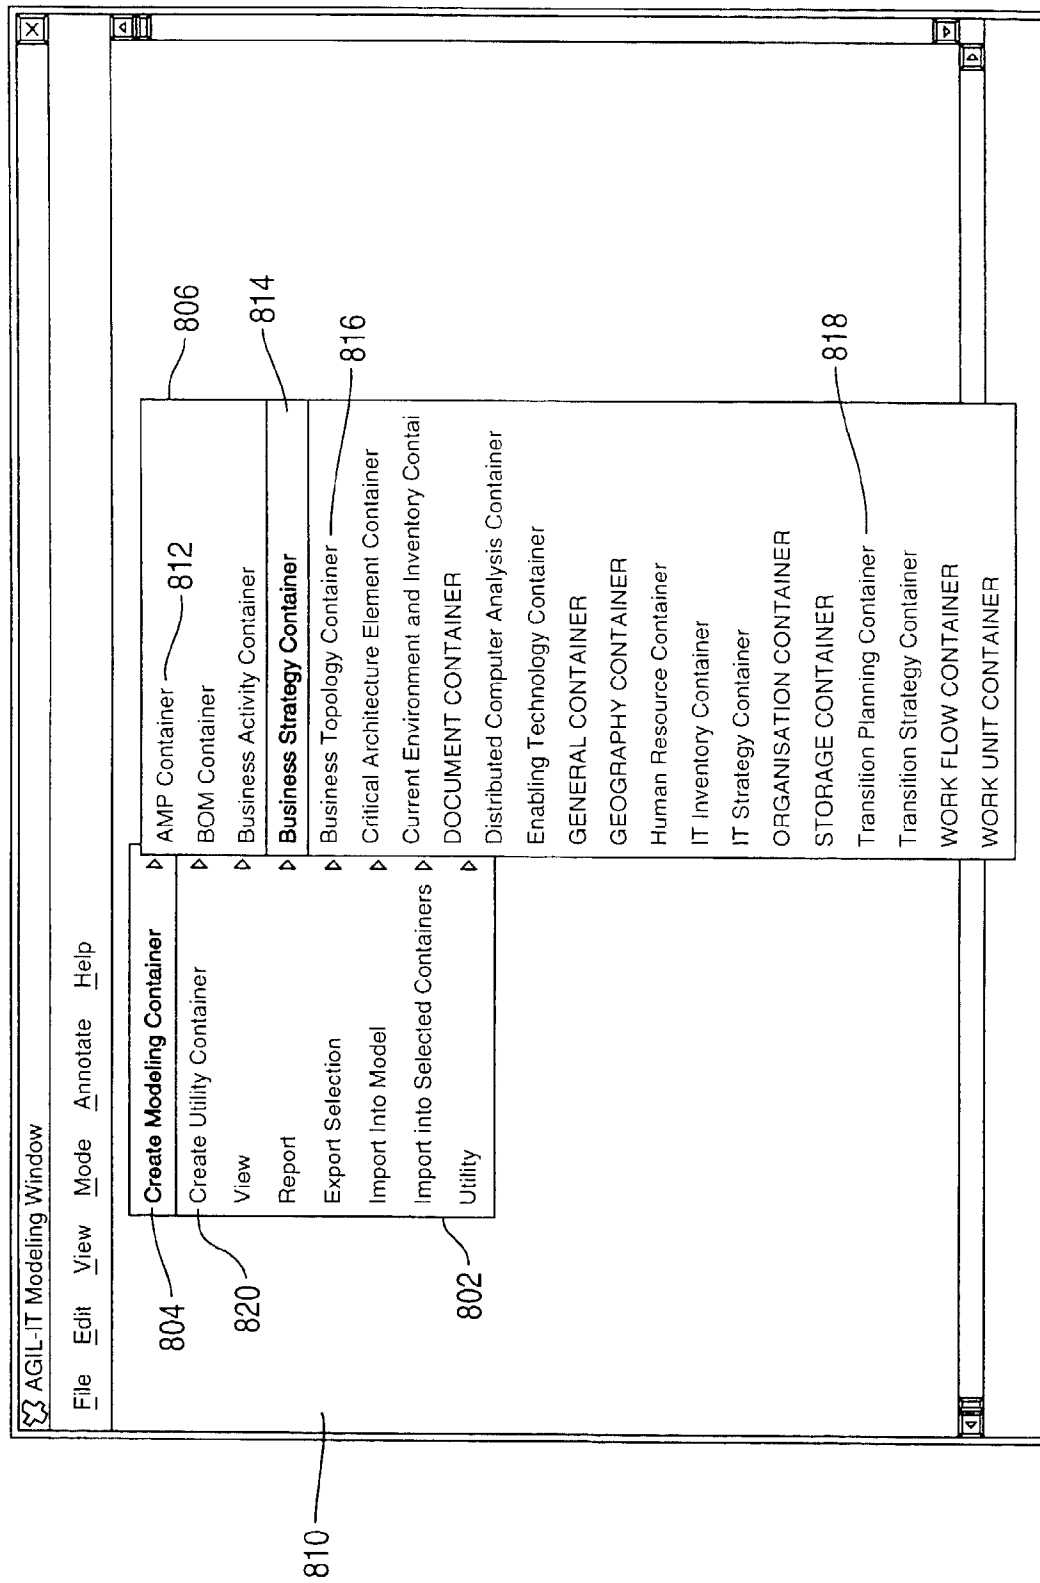 AGIL-IT Modeling Window
File Edit View Mode Annotate Help
804
Create Modeling Container
820
Create Utility Container
View
Report
Export Selection
Import Into Model
Import into Selected Containers
Utility
802
810
AMP Container
812
806
BOM Container
Business Activity Container
Business Strategy Container
814
Business Topology Container
816
Critical Architecture Element Container
Current Environment and Inventory Contai
DOCUMENT CONTAINER
Distributed Computer Analysis Container
Enabling Technology Container
GENERAL CONTAINER
GEOGRAPHY CONTAINER
Human Resource Container
IT Inventory Container
IT Strategy Container
ORGANISATION CONTAINER
STORAGE CONTAINER
Transition Planning Container
818
Transition Strategy Container
WORK FLOW CONTAINER
WORK UNIT CONTAINER